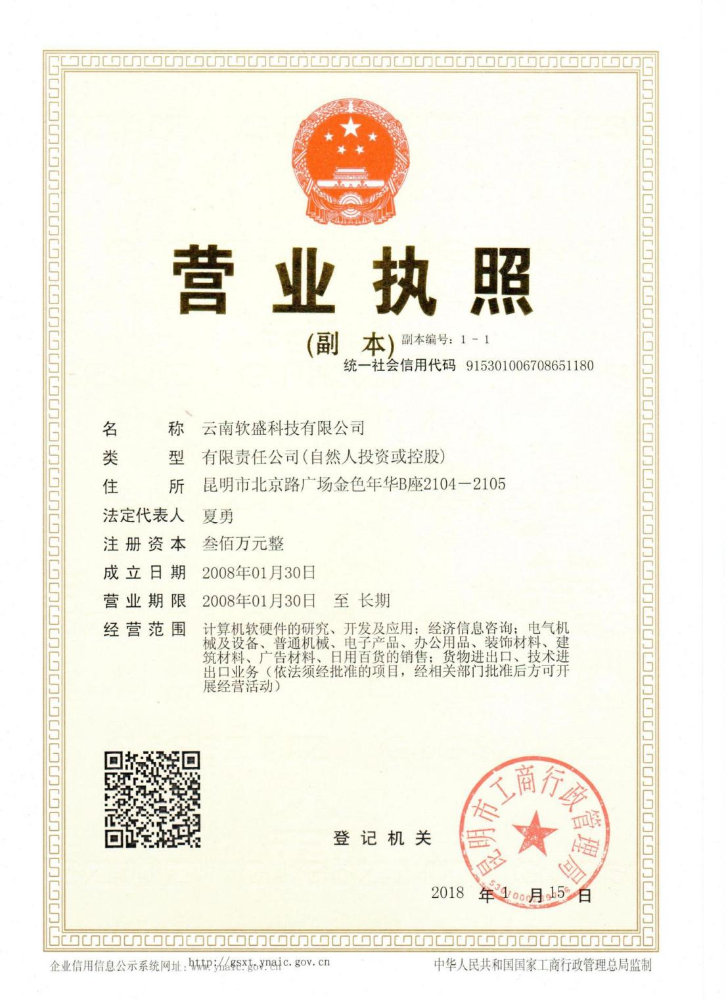 营业执照
(副 本) 副本编号：1－1
统一社会信用代码 915301006708651180
名 称 云南软盛科技有限公司
类 型 有限责任公司(自然人投资或控股)
住 所 昆明市北京路广场金色年华B座2104－2105
法定代表人 夏勇
注册资本 叁佰万元整
成立日期 2008年01月30日
营业期限 2008年01月30日 至 长期
经营范围 计算机软硬件的研究、开发及应用；经济信息咨询；电气机
械及设备、普通机械、电子产品、办公用品、装饰材料、建
筑材料、广告材料、日用百货的销售；货物进出口、技术进
出口业务（依法须经批准的项目，经相关部门批准后方可开
展经营活动）
昆明市工商行政管理局
登记机关
2018 年 1 月 15 日
企业信用信息公示系统网址：http://gsxt.ynaic.gov.cn
www.ynaic.gov.cn
中华人民共和国国家工商行政管理总局监制